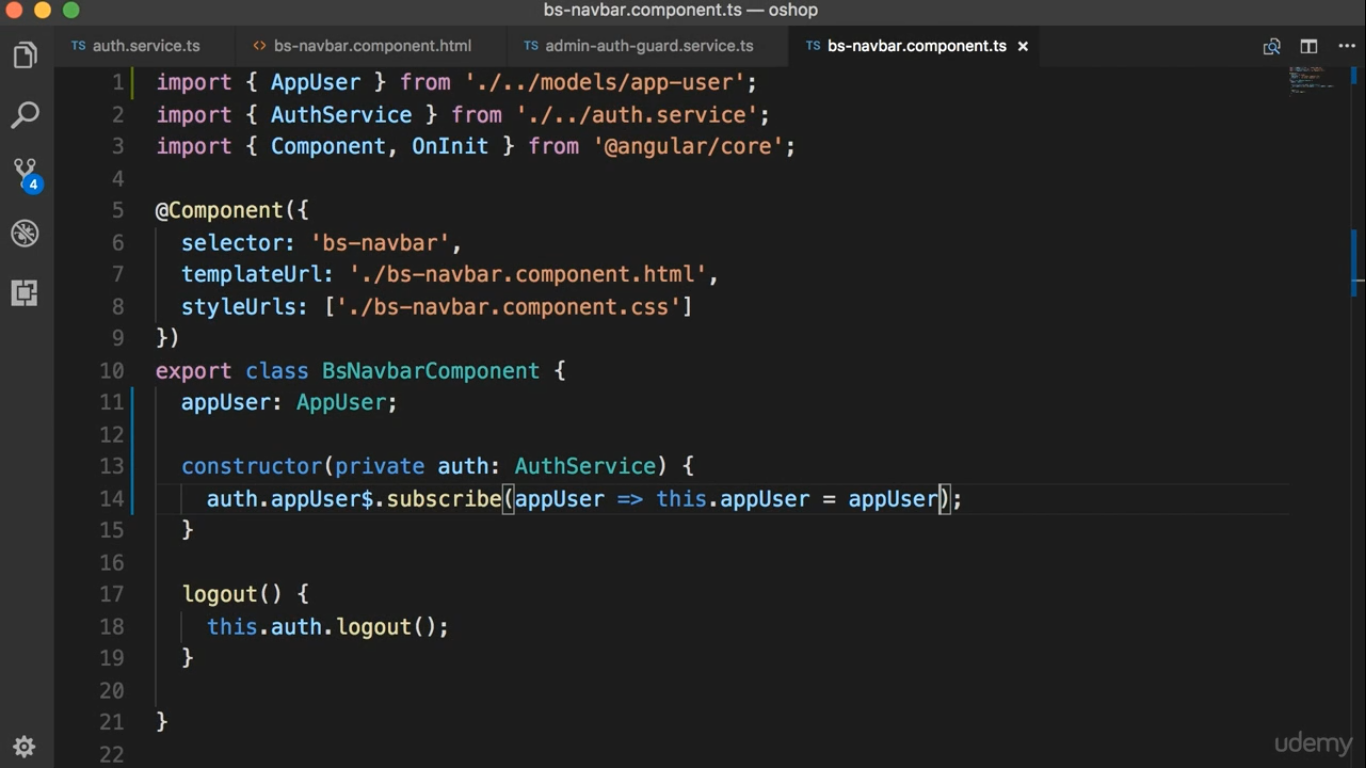 bs-navbar.component.ts — oshop
TS auth.service.ts <> bs-navbar.component.html TS admin-auth-guard.service.ts TS bs-navbar.component.ts ×
1 import { AppUser } from './../models/app-user';
2 import { AuthService } from './../auth.service';
3 import { Component, OnInit } from '@angular/core';
4
5 @Component({
6 selector: 'bs-navbar',
7 templateUrl: './bs-navbar.component.html',
8 styleUrls: ['./bs-navbar.component.css']
9 })
10 export class BsNavbarComponent {
11 appUser: AppUser;
12
13 constructor(private auth: AuthService) {
14 auth.appUser$.subscribe(appUser => this.appUser = appUser);
15 }
16
17 logout() {
18 this.auth.logout();
19 }
20
21 }
22
4
udemy